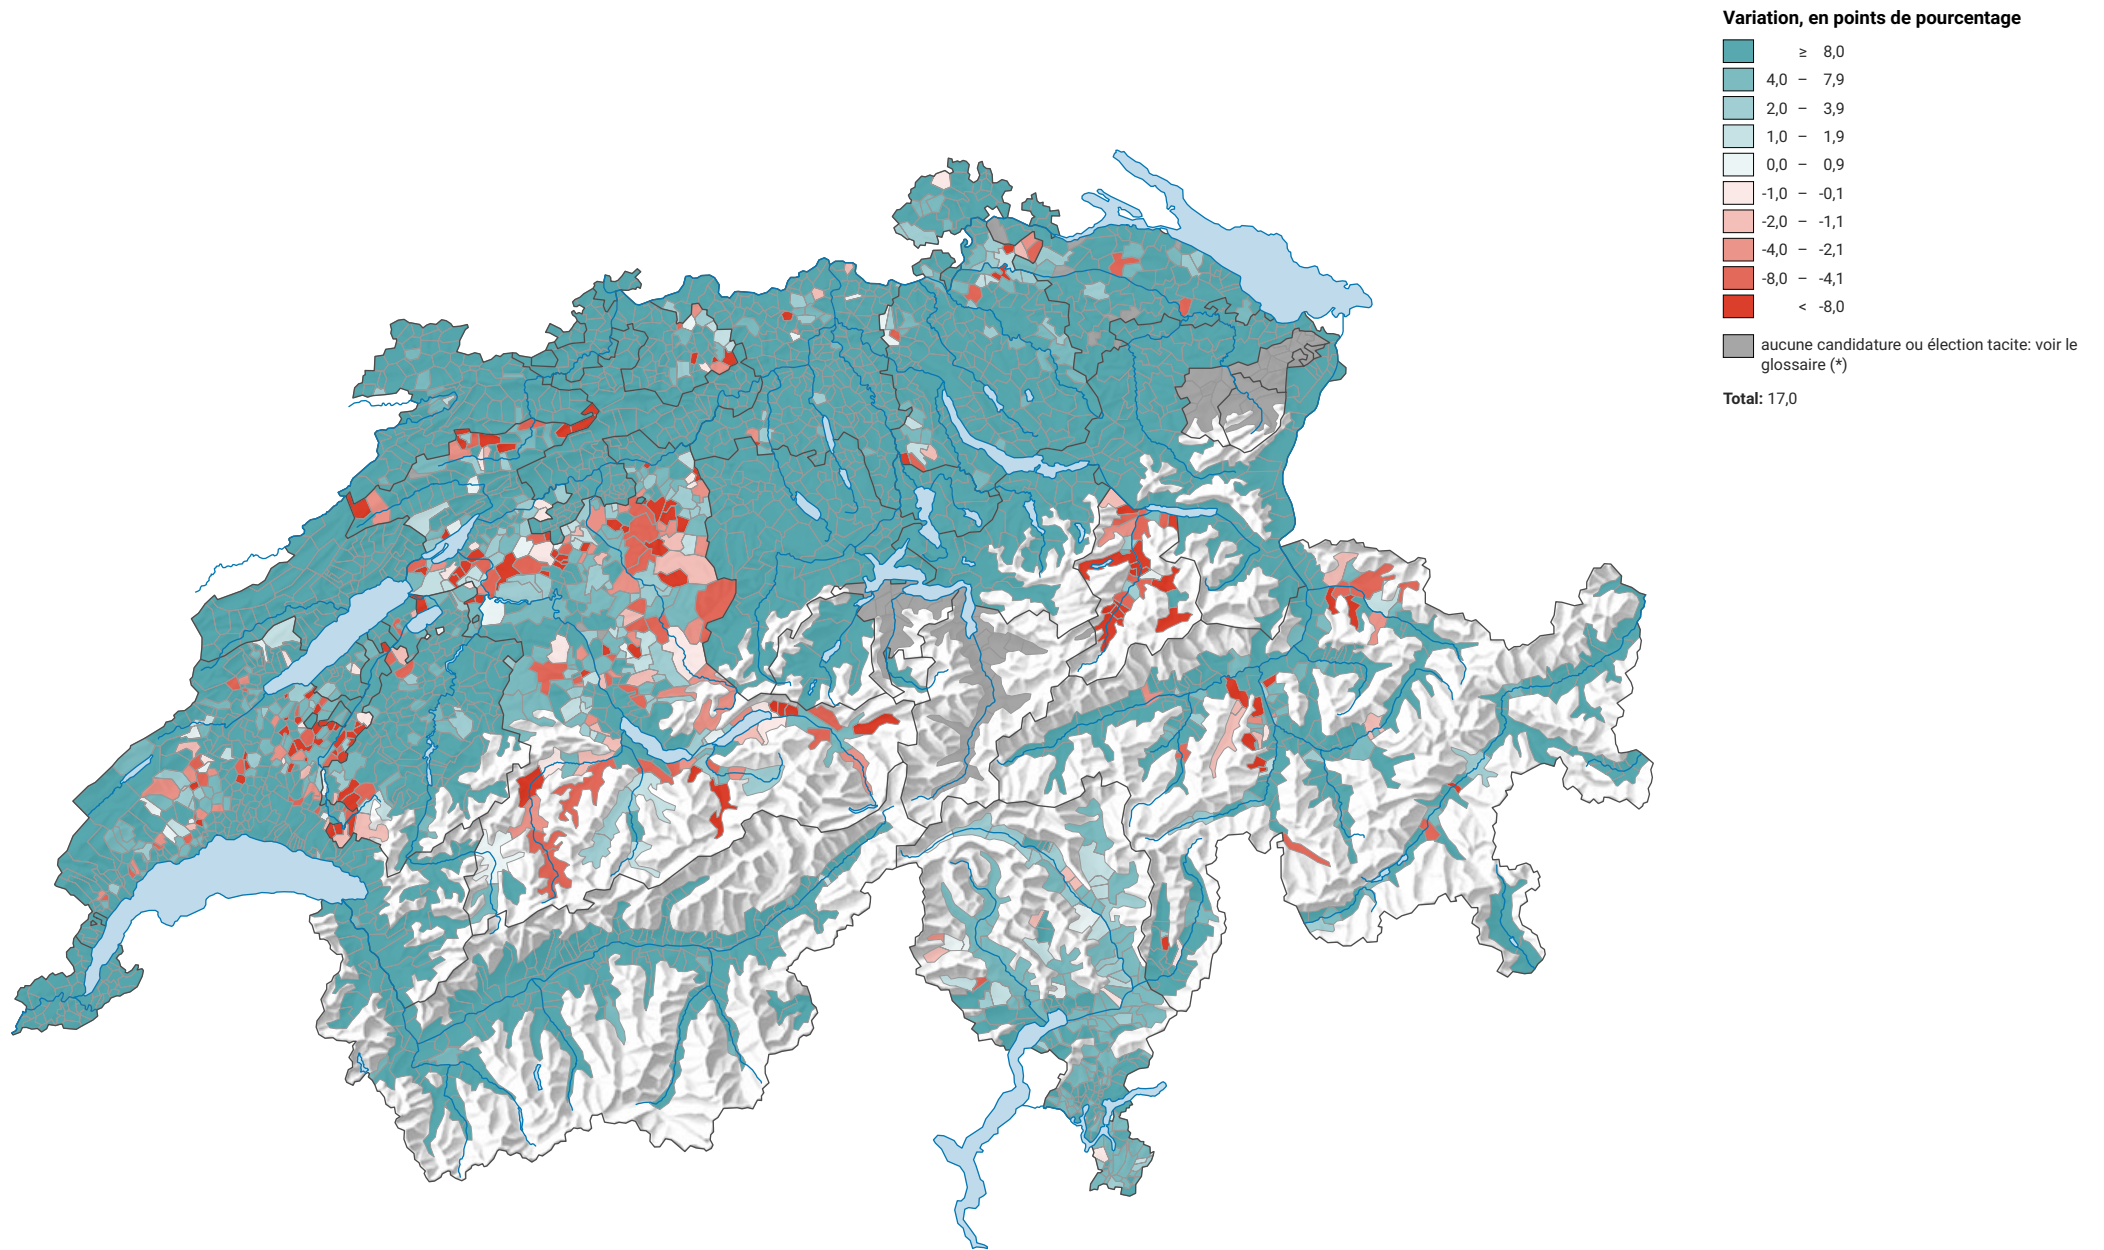 Variation, en points de pourcentage
≥ 8,0
4,0 – 7,9
2,0 – 3,9
1,0 – 1,9
0,0 – 0,9
-1,0 – -0,1
-2,0 – -1,1
-4,0 – -2,1
-8,0 – -4,1
< -8,0
aucune candidature ou élection tacite: voir le
glossaire (*)
Total: 17,0